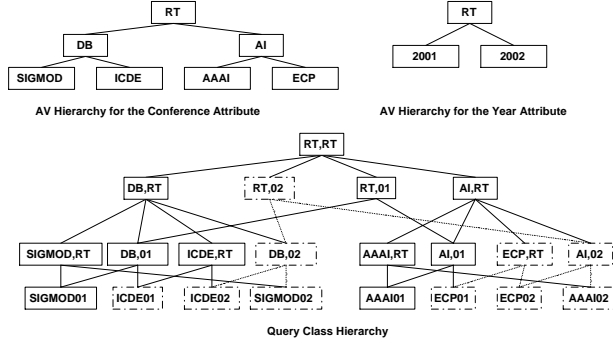 RT RT
DB AI 2001 2002
SIGMOD ICDE AAAI ECP
AV Hierarchy for the Conference Attribute AV Hierarchy for the Year Attribute
RT,RT
DB,RT RT,02 RT,01 AI,RT
SIGMOD,RT DB,01 ICDE,RT DB,02 AAAI,RT AI,01 ECP,RT AI,02
SIGMOD01 ICDE01 ICDE02 SIGMOD02 AAAI01 ECP01 ECP02 AAAI02
Query Class Hierarchy